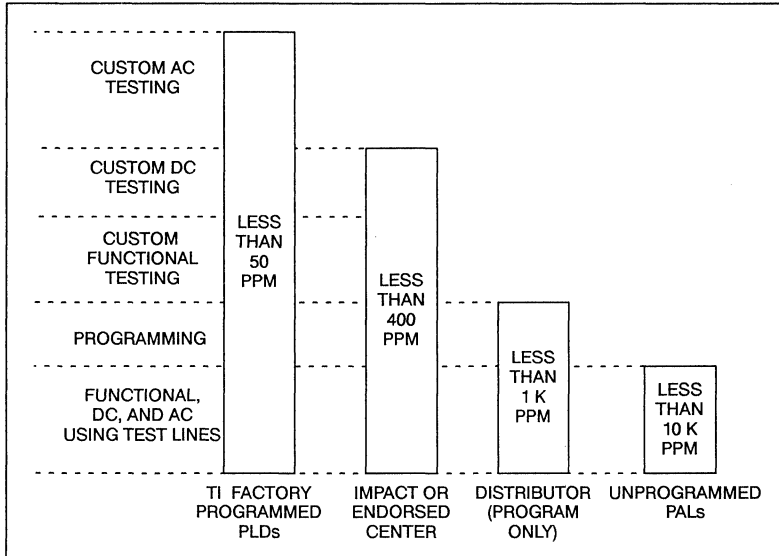 CUSTOM AC
TESTING
CUSTOM DC
TESTING
CUSTOM
FUNCTIONAL
TESTING
PROGRAMMING
FUNCTIONAL,
DC, AND AC
USING TEST LINES
LESS
THAN
50
PPM
LESS
THAN
400
PPM
LESS
THAN
1 K
PPM
LESS
THAN
10 K
PPM
TI FACTORY
PROGRAMMED
PLDs
IMPACT OR
ENDORSED
CENTER
DISTRIBUTOR
(PROGRAM
ONLY)
UNPROGRAMMED
PALs